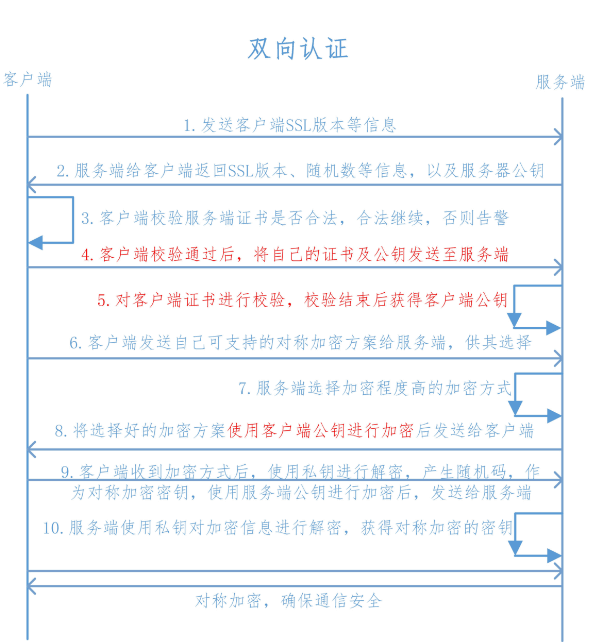 双向认证
客户端
服务端
1.发送客户端SSL版本等信息
2.服务端给客户端返回SSL版本、随机数等信息，以及服务器公钥
3.客户端校验服务端证书是否合法，合法继续，否则告警
4.客户端校验通过后，将自己的证书及公钥发送至服务端
5.对客户端证书进行校验，校验结束后获得客户端公钥
6.客户端发送自己可支持的对称加密方案给服务端，供其选择
7.服务端选择加密程度高的加密方式
8.将选择好的加密方案使用客户端公钥进行加密后发送给客户端
9.客户端收到加密方式后，使用私钥进行解密，产生随机码，作
为对称加密密钥，使用服务端公钥进行加密后，发送给服务端
10.服务端使用私钥对加密信息进行解密，获得对称加密的密钥
对称加密，确保通信安全